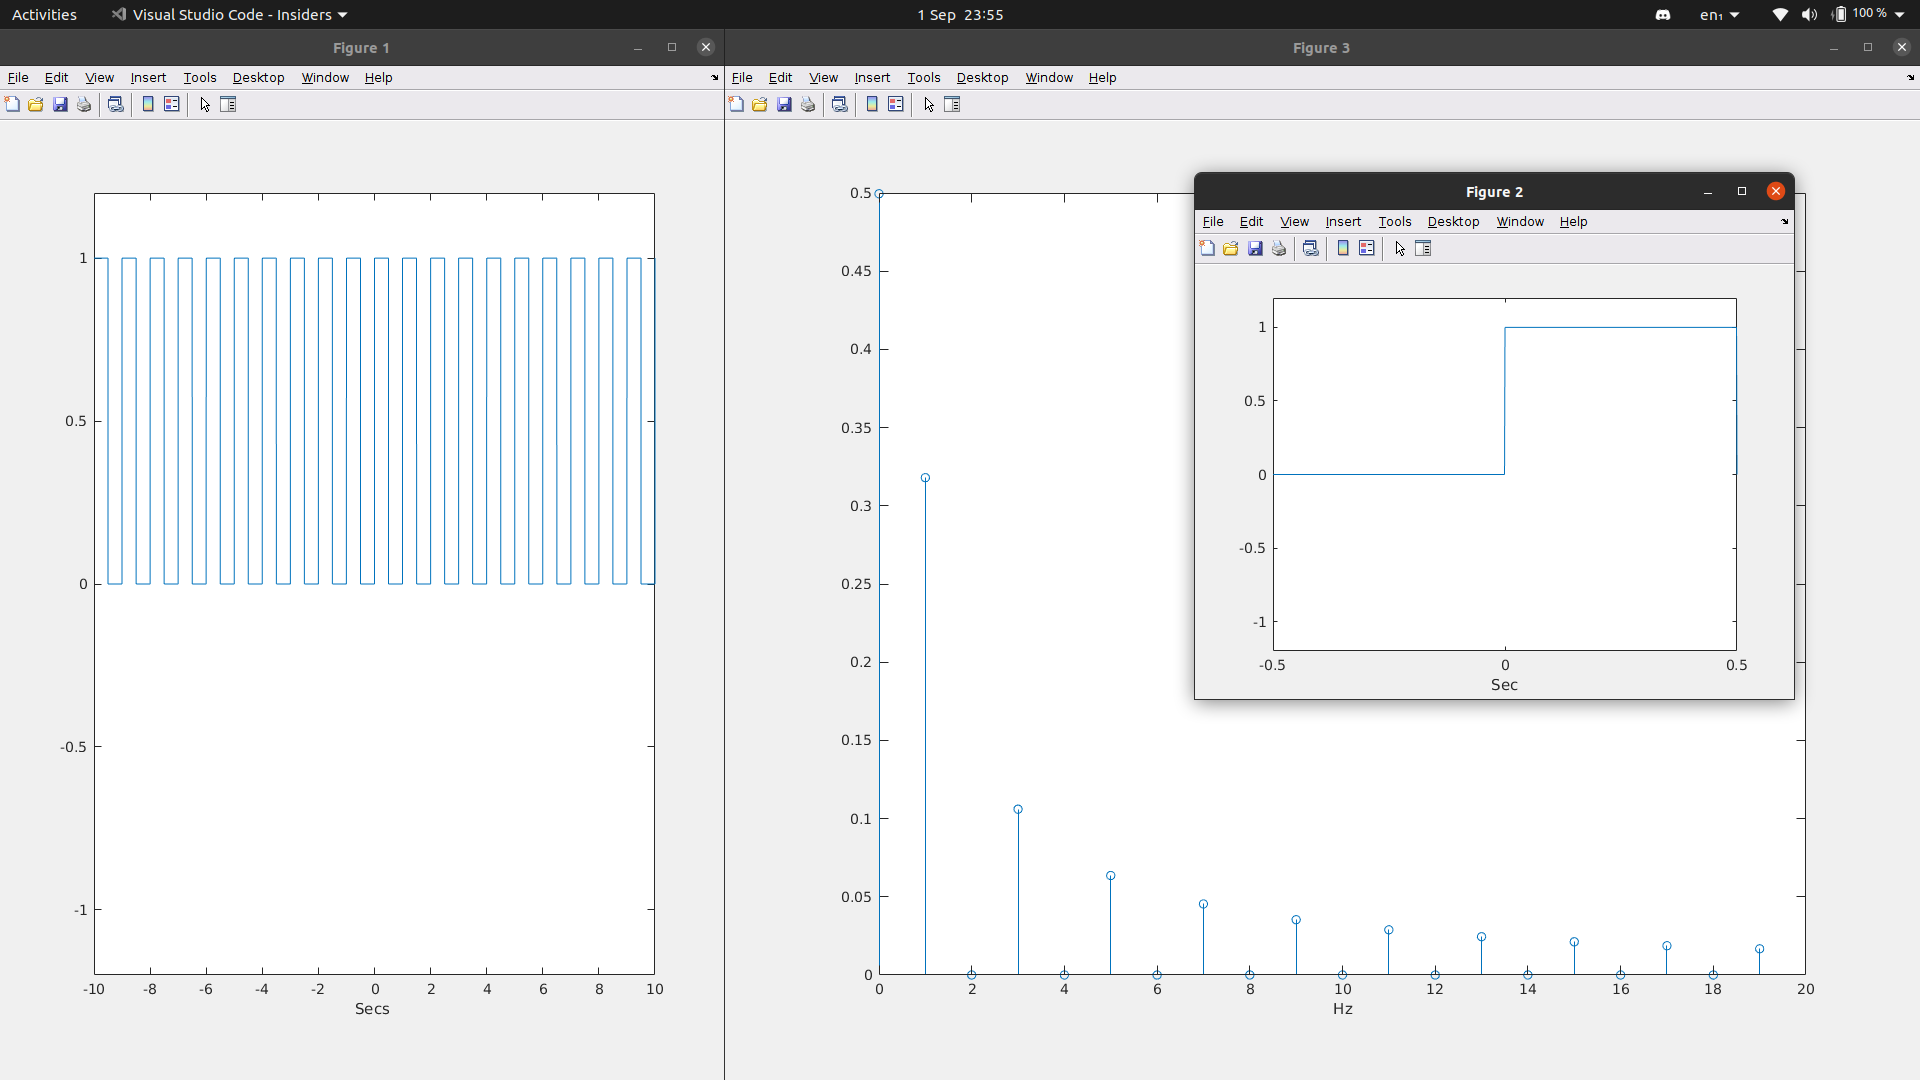 Activities Visual Studio Code - Insiders 1 Sep 23:55 en₁ 100 %
Figure 1
File Edit View Insert Tools Desktop Window Help
1
0.5
0
-0.5
-1
-10 -8 -6 -4 -2 0 2 4 6 8 10
Secs
Figure 3
File Edit View Insert Tools Desktop Window Help
0.5
0.45
0.4
0.35
0.3
0.25
0.2
0.15
0.1
0.05
0
0 2 4 6 8 10 12 14 16 18 20
Hz
Figure 2
File Edit View Insert Tools Desktop Window Help
1
0.5
0
-0.5
-1
-0.5 0 0.5
Sec